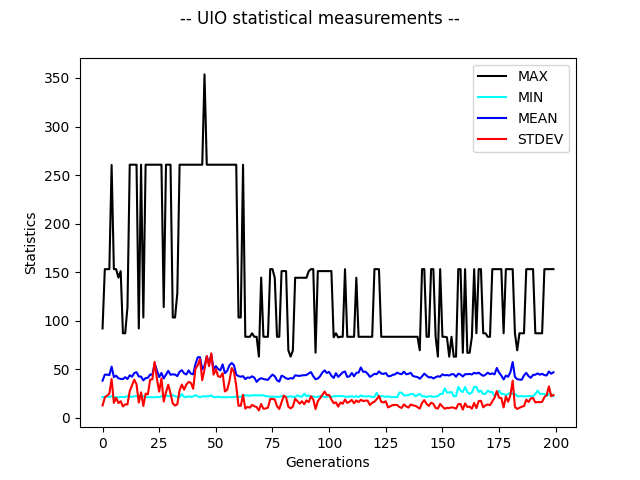 -- UIO statistical measurements --
MAX
MIN
MEAN
STDEV
350
300
250
200
150
100
50
0
Statistics
0 25 50 75 100 125 150 175 200
Generations